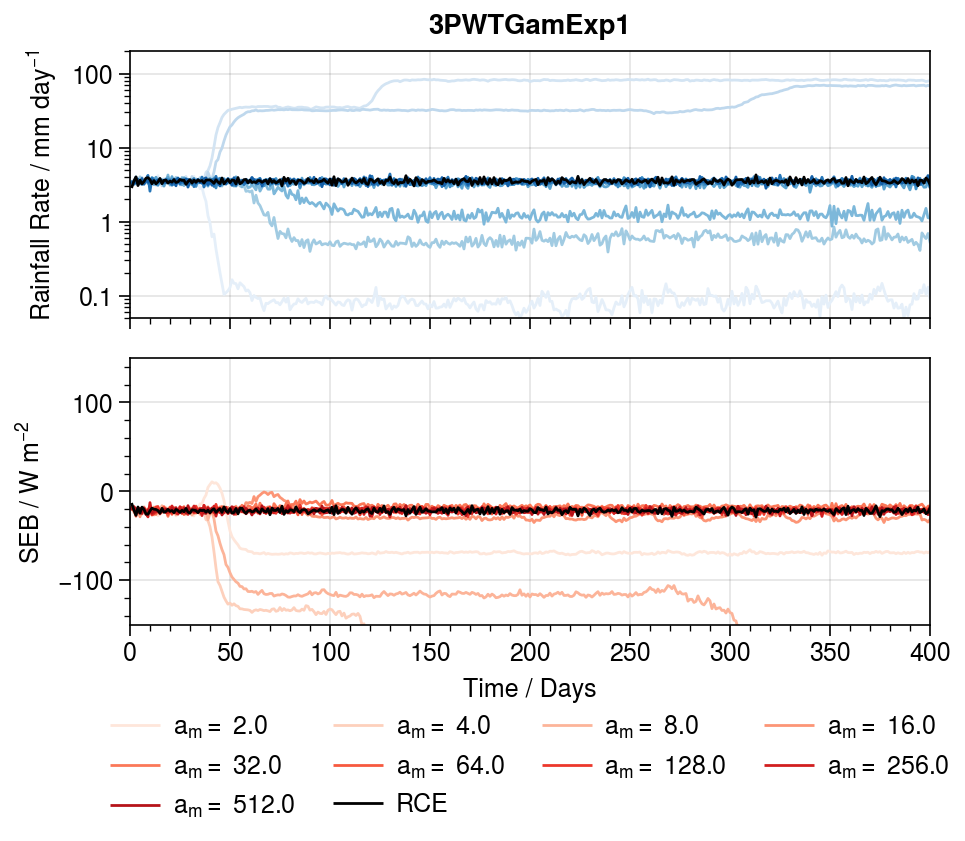 3PWTGamExp1
Rainfall Rate / mm day⁻¹
100
10
1
0.1
SEB / W m⁻²
100
0
−100
0 50 100 150 200 250 300 350 400
Time / Days
aₘ = 2.0 aₘ = 4.0 aₘ = 8.0 aₘ = 16.0
aₘ = 32.0 aₘ = 64.0 aₘ = 128.0 aₘ = 256.0
aₘ = 512.0 RCE